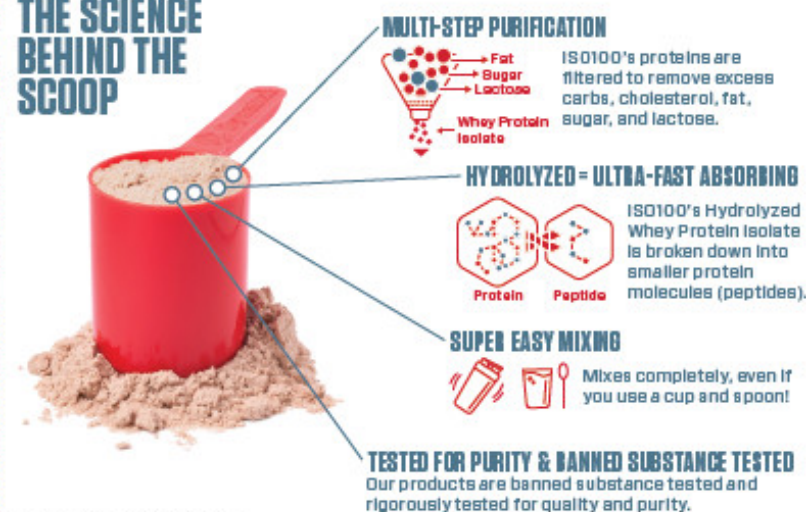 THE SCIENCE
BEHIND THE
SCOOP
MULTI-STEP PURIFICATION
Fat
Sugar
Lactose
Whey Protein
Isolate
ISO100's proteins are
filtered to remove excess
carbs, cholesterol, fat,
sugar, and lactose.
HYDROLYZED = ULTRA-FAST ABSORBING
Protein
Peptide
ISO100's Hydrolyzed
Whey Protein Isolate
is broken down into
smaller protein
molecules (peptides).
SUPER EASY MIXING
Mixes completely, even if
you use a cup and spoon!
TESTED FOR PURITY & BANNED SUBSTANCE TESTED
Our products are banned substance tested and
rigorously tested for quality and purity.